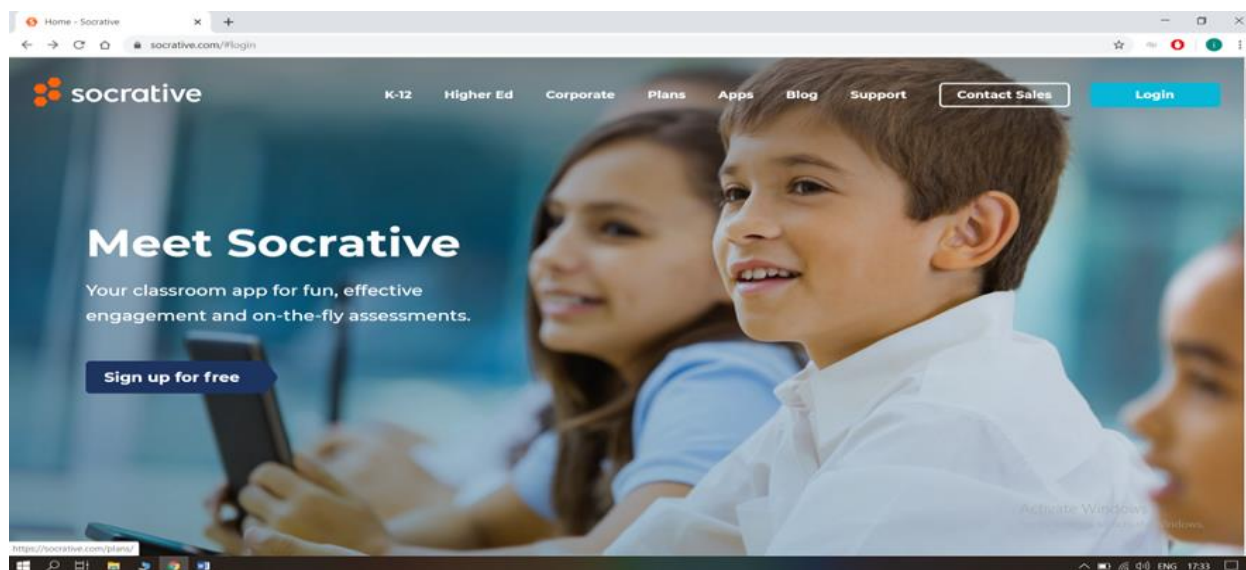 Home - Socrative
socrative.com/#login
socrative
K-12 Higher Ed Corporate Plans Apps Blog Support Contact Sales Login
Meet Socrative
Your classroom app for fun, effective
engagement and on-the-fly assessments.
Sign up for free
Activate Windows
Windows.
https://socrative.com/plans/
ENG 17:33